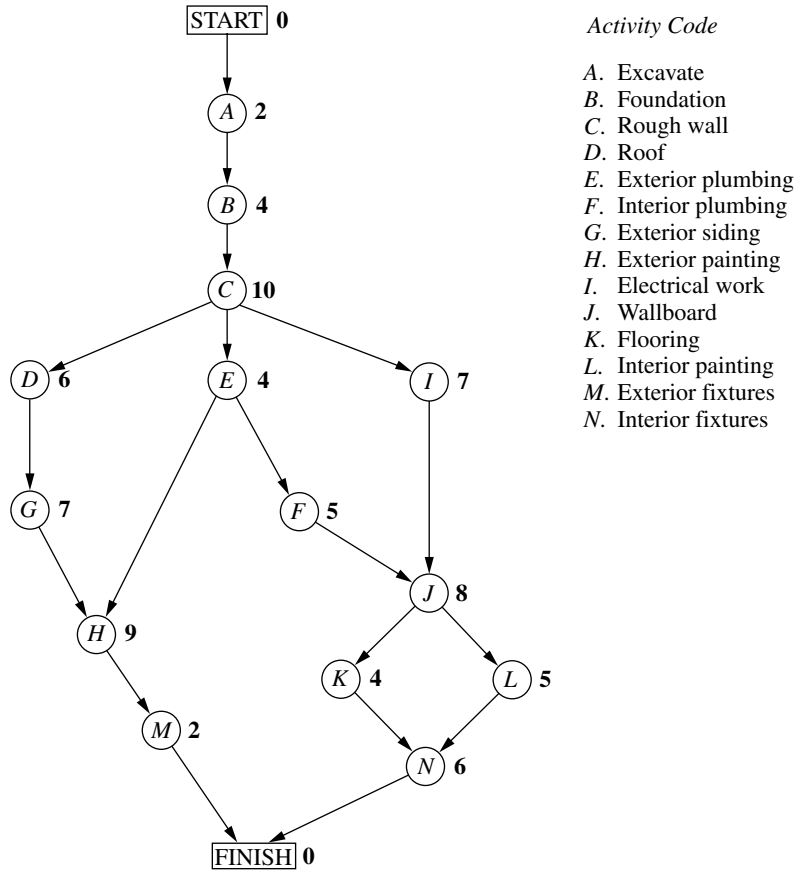 START 0
Activity Code
A 2
A. Excavate
B. Foundation
C. Rough wall
D. Roof
E. Exterior plumbing
F. Interior plumbing
G. Exterior siding
H. Exterior painting
I. Electrical work
J. Wallboard
K. Flooring
L. Interior painting
M. Exterior fixtures
N. Interior fixtures
B 4
C 10
D 6
E 4
I 7
G 7
F 5
J 8
H 9
K 4
L 5
M 2
N 6
FINISH 0